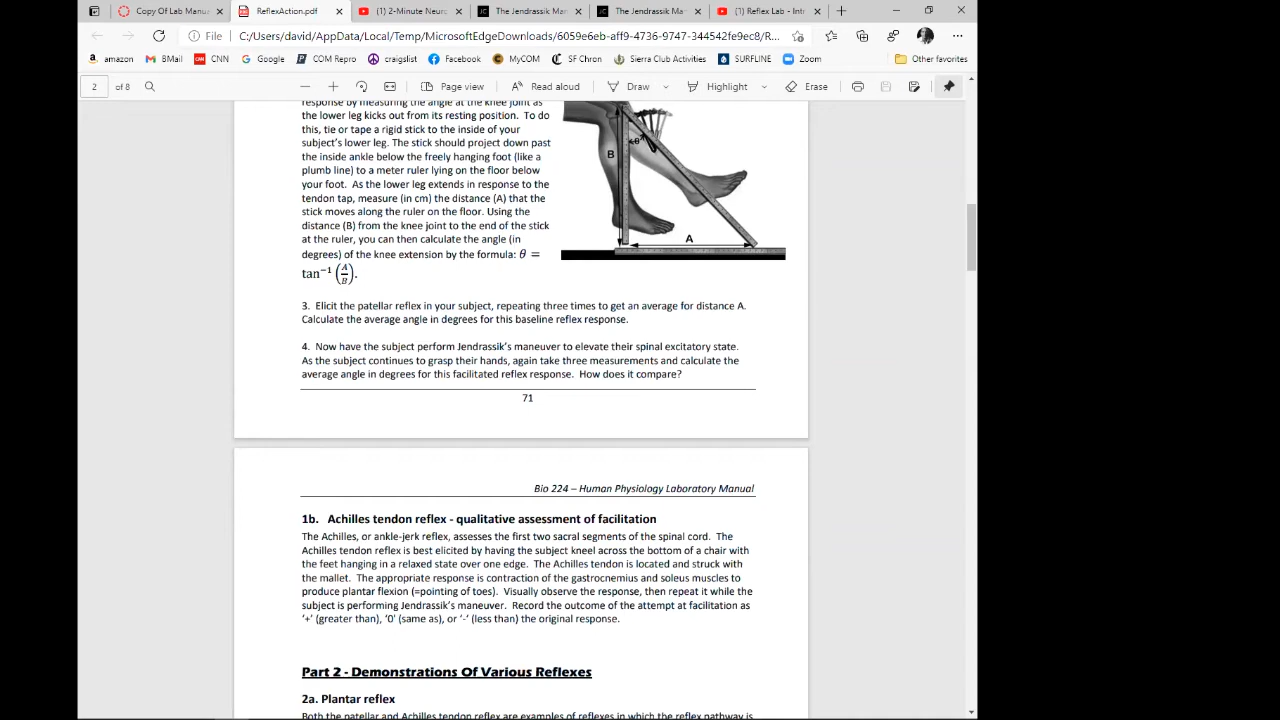 Copy Of Lab Manua
ReflexAction.pdf
(1) 2-Minute Neuro
The Jendrassik Man
The Jendrassik Ma
(1) Reflex Lab - Intr
File
C:/Users/david/AppData/Local/Temp/MicrosoftEdgeDownloads/6059e6eb-aff9-4736-9747-344542fe9ec8/R...
amazon
BMail
CNN
Google
COM Repro
craigslist
Facebook
MyCOM
SF Chron
Sierra Club Activities
SURFLINE
Zoom
Other favorites
2 of 8
Page view
Read aloud
Draw
Highlight
Erase
response by measuring the angle at the knee joint as
the lower leg kicks out from its resting position. To do
this, tie or tape a rigid stick to the inside of your
subject's lower leg. The stick should project down past
the inside ankle below the freely hanging foot (like a
plumb line) to a meter ruler lying on the floor below
your foot. As the lower leg extends in response to the
tendon tap, measure (in cm) the distance (A) that the
stick moves along the ruler on the floor. Using the
distance (B) from the knee joint to the end of the stick
at the ruler, you can then calculate the angle (in
degrees) of the knee extension by the formula: θ =
tan⁻¹ (A/B).
θ
B
A
3. Elicit the patellar reflex in your subject, repeating three times to get an average for distance A.
Calculate the average angle in degrees for this baseline reflex response.
4. Now have the subject perform Jendrassik's maneuver to elevate their spinal excitatory state.
As the subject continues to grasp their hands, again take three measurements and calculate the
average angle in degrees for this facilitated reflex response. How does it compare?
71
Bio 224 – Human Physiology Laboratory Manual
1b. Achilles tendon reflex - qualitative assessment of facilitation
The Achilles, or ankle-jerk reflex, assesses the first two sacral segments of the spinal cord. The
Achilles tendon reflex is best elicited by having the subject kneel across the bottom of a chair with
the feet hanging in a relaxed state over one edge. The Achilles tendon is located and struck with
the mallet. The appropriate response is contraction of the gastrocnemius and soleus muscles to
produce plantar flexion (=pointing of toes). Visually observe the response, then repeat it while the
subject is performing Jendrassik's maneuver. Record the outcome of the attempt at facilitation as
'+' (greater than), '0' (same as), or '-' (less than) the original response.
Part 2 - Demonstrations Of Various Reflexes
2a. Plantar reflex
Both the patellar and Achilles tendon reflex are examples of reflexes in which the reflex pathway is